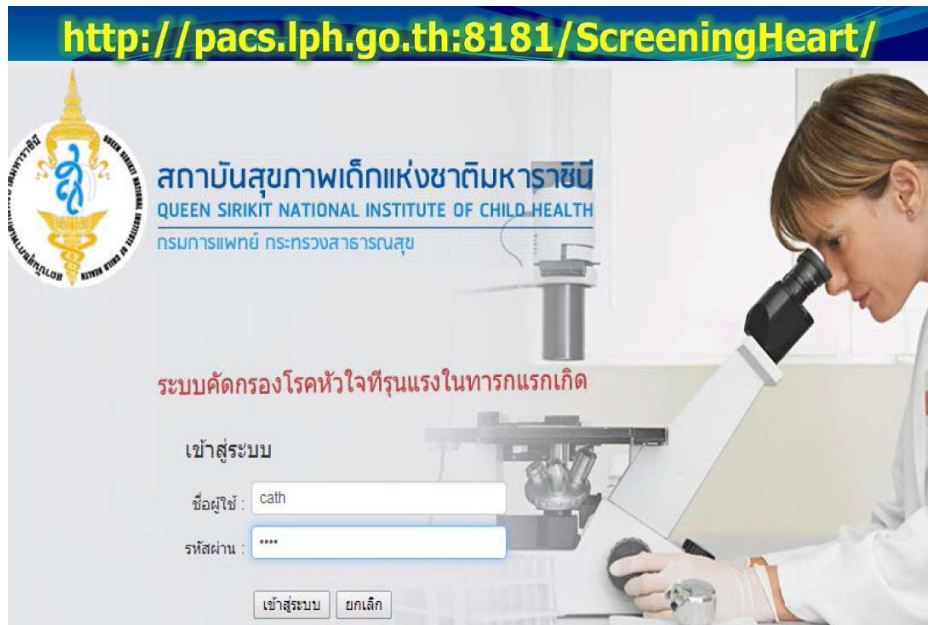 http://pacs.lph.go.th:8181/ScreeningHeart/
สถาบันสุขภาพเด็กแห่งชาติมหาราชินี
QUEEN SIRIKIT NATIONAL INSTITUTE OF CHILD HEALTH
กรมการแพทย์ กระทรวงสาธารณสุข
QUEEN SIRIKIT NATIONAL INSTITUTE OF CHILD HEALTH
ระบบคัดกรองโรคหัวใจที่รุนแรงในทารกแรกเกิด
เข้าสู่ระบบ
ชื่อผู้ใช้ : cath
รหัสผ่าน : ••••
เข้าสู่ระบบ ยกเลิก